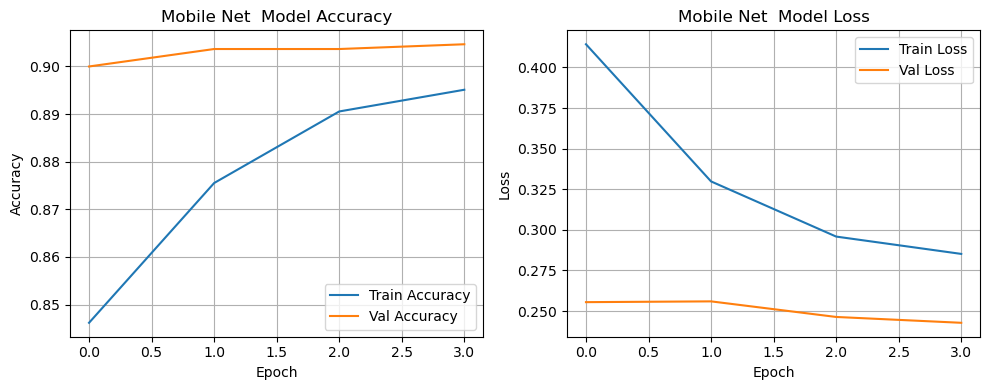 Mobile Net  Model Accuracy
Accuracy
0.90
0.89
0.88
0.87
0.86
0.85
0.0
0.5
1.0
1.5
2.0
2.5
3.0
Epoch
Train Accuracy
Val Accuracy
Mobile Net  Model Loss
Loss
0.400
0.375
0.350
0.325
0.300
0.275
0.250
0.0
0.5
1.0
1.5
2.0
2.5
3.0
Epoch
Train Loss
Val Loss